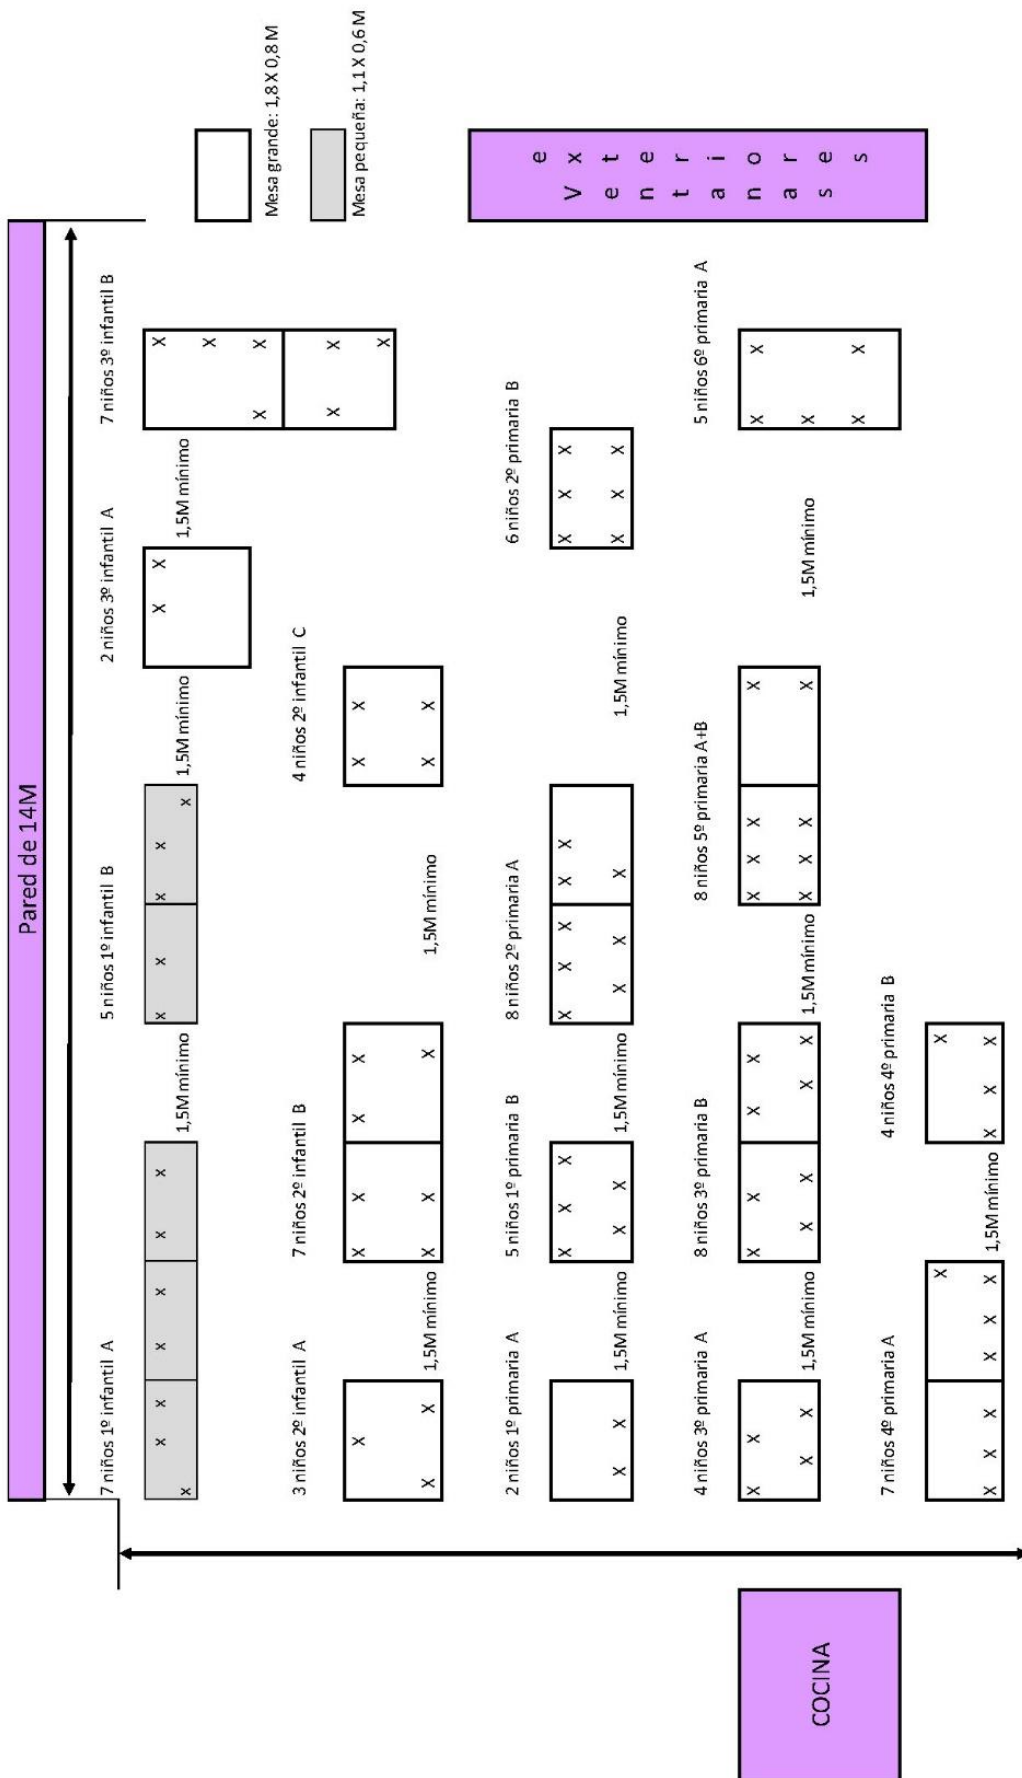 Pared de 14M
7 niños 1º infantil A
5 niños 1º infantil B
2 niños 3º infantil A
7 niños 3º infantil B
1,5M mínimo
1,5M mínimo
1,5M mínimo
Mesa grande: 1,8 X 0,8 M
Mesa pequeña: 1,1 X 0,6 M
3 niños 2º infantil A
7 niños 2º infantil B
4 niños 2º infantil C
1,5M mínimo
1,5M mínimo
2 niños 1º primaria A
5 niños 1º primaria B
8 niños 2º primaria A
6 niños 2º primaria B
1,5M mínimo
1,5M mínimo
1,5M mínimo
Ventanas
exteriores
4 niños 3º primaria A
8 niños 3º primaria B
8 niños 5º primaria A+B
5 niños 6º primaria A
1,5M mínimo
1,5M mínimo
1,5M mínimo
COCINA
7 niños 4º primaria A
4 niños 4º primaria B
1,5M mínimo